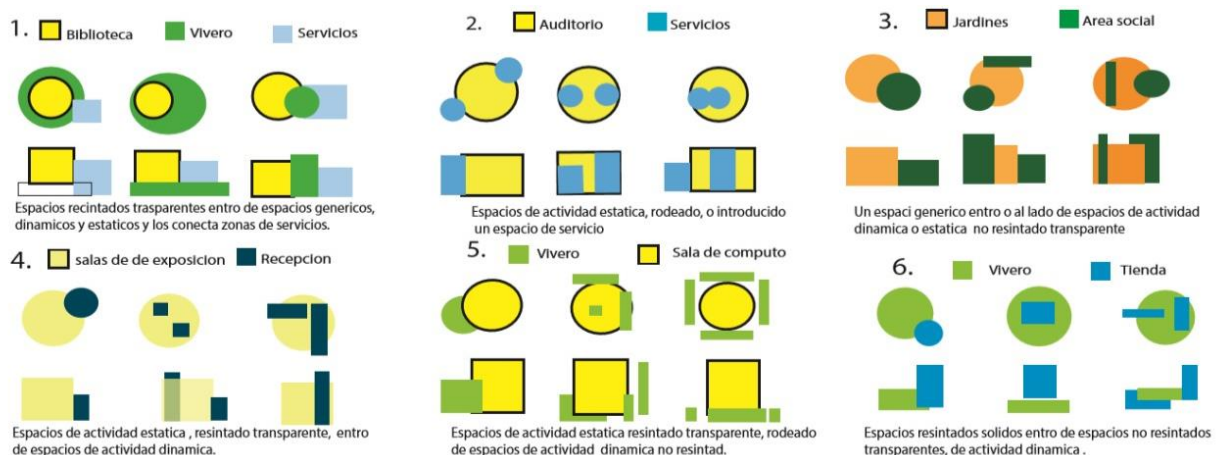 1. Biblioteca Vivero Servicios
Espacios recintados trasparentes entro de espacios genericos,
dinamicos y estaticos y los conecta zonas de servicios.
2. Auditorio Servicios
Espacios de actividad estatica, rodeado, o introducido
un espacio de servicio
3. Jardines Area social
Un espaci generico entro o al lado de espacios de actividad
dinamica o estatica no resintado transparente
4. salas de de exposicion Recepcion
Espacios de actividad estatica , resintado transparente, entro
de espacios de actividad dinamica.
5. Vivero Sala de computo
Espacios de actividad estatica resintado transparente, rodeado
de espacios de actividad dinamica no resintad.
6. Vivero Tienda
Espacios resintados solidos entro de espacios no resintados
transparentes, de actividad dinamica .